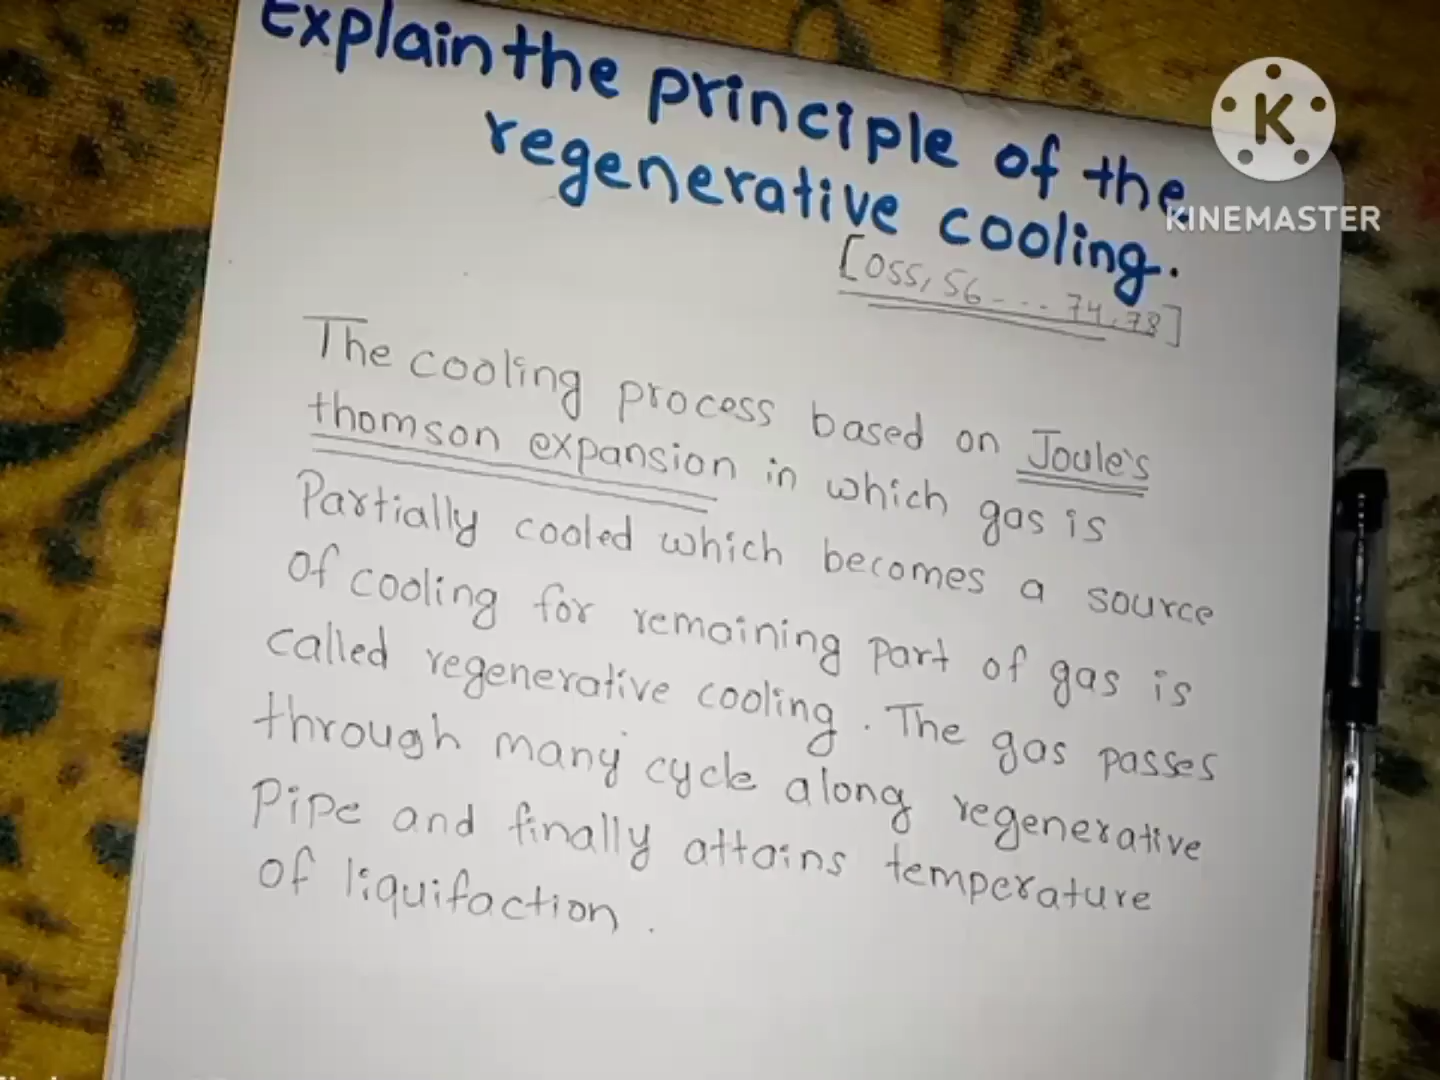 Explain the principle of the
regenerative cooling.
[055, 56 --- 74, 78]
The cooling process based on Joule's
thomson expansion in which gas is
Partially cooled which becomes a source
of cooling for remaining part of gas is
called regenerative cooling. The gas passes
through many cycle along regenerative
Pipe and finally attains temperature
of liquifaction.
K
KINEMASTER